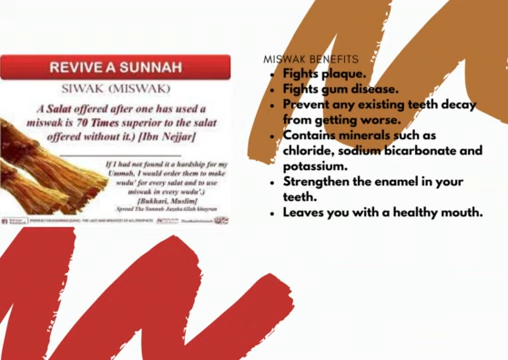 REVIVE A SUNNAH
SIWAK (MISWAK)
A Salat offered after one has used a
miswak is 70 Times superior to the salat
offered without it.) [Ibn Nejjar]
If I had not found it a hardship for my
Ummah, I would order them to make
wudu' for every salat and to use
miswak in every wudu'.)
[Bukhari, Muslim]
Spread The Sunnah Jazaka Allah khayran
MISWAK BENEFITS
• Fights plaque.
• Fights gum disease.
• Prevent any existing teeth decay
from getting worse.
• Contains minerals such as
chloride, sodium bicarbonate and
potassium.
• Strengthen the enamel in your
teeth.
• Leaves you with a healthy mouth.